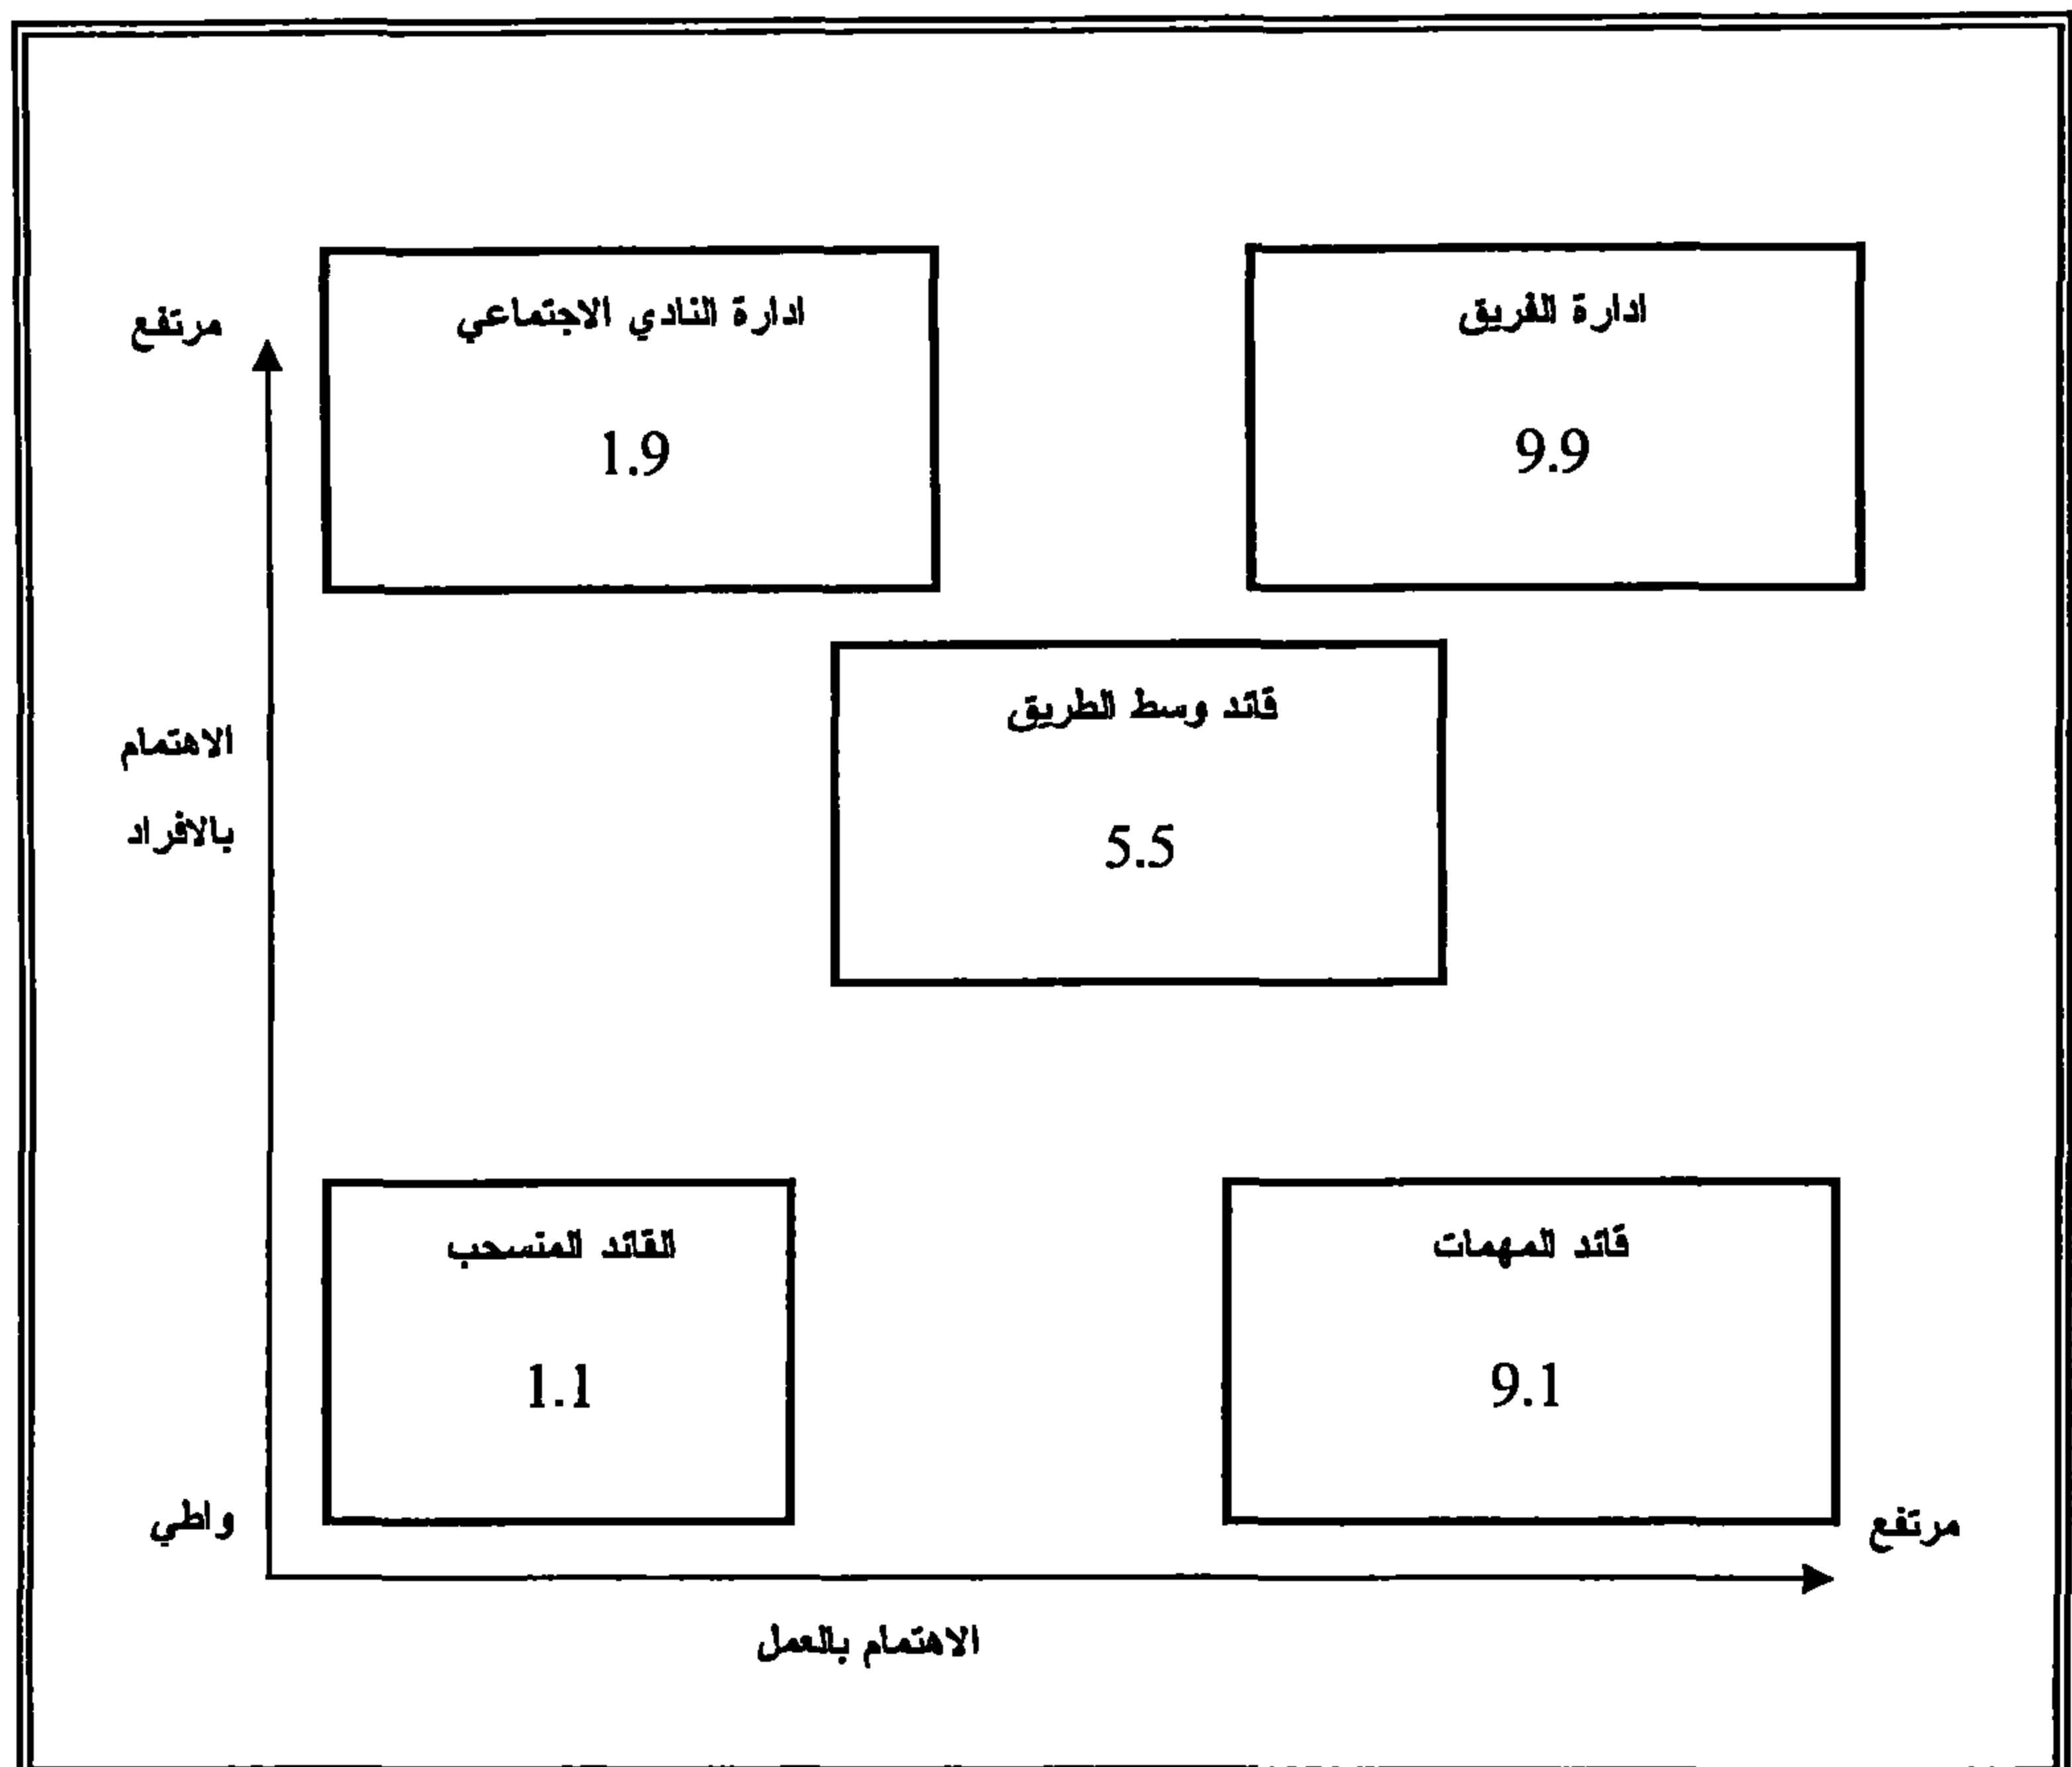 مرتفع
ادارة النادي الاجتماعي
1.9
ادارة الفريق
9.9
الاهتمام
بالافراد
قائد وسط الطريق
5.5
القائد المنسحب
1.1
قائد المهمات
9.1
واطي
مرتفع
الاهتمام بالعمل